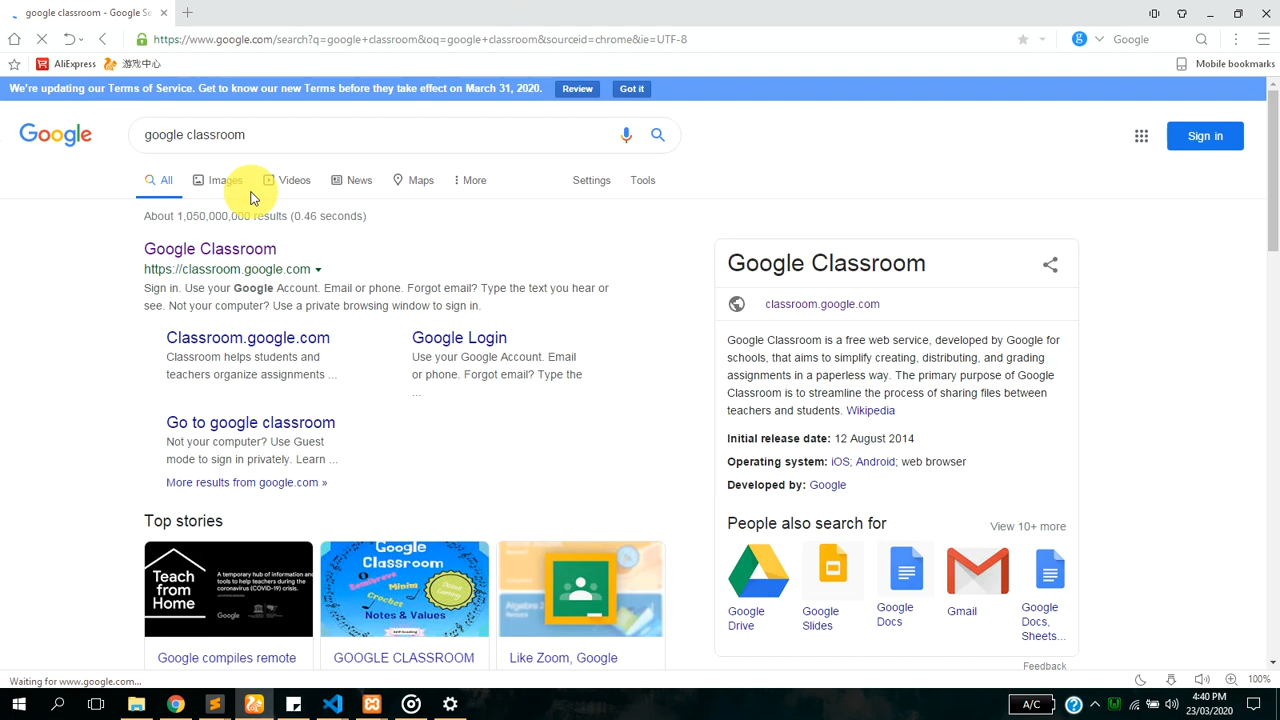 google classroom - Google Se
https://www.google.com/search?q=google+classroom&oq=google+classroom&sourceid=chrome&ie=UTF-8
Google
AliExpress
游戏中心
Mobile bookmarks
We're updating our Terms of Service. Get to know our new Terms before they take effect on March 31, 2020.
Review
Got it
Google
google classroom
Sign in
All
Images
Videos
News
Maps
More
Settings
Tools
About 1,050,000,000 results (0.46 seconds)
Google Classroom
https://classroom.google.com
Sign in. Use your Google Account. Email or phone. Forgot email? Type the text you hear or
see. Not your computer? Use a private browsing window to sign in.
Classroom.google.com
Classroom helps students and
teachers organize assignments ...
Google Login
Use your Google Account. Email
or phone. Forgot email? Type the
...
Go to google classroom
Not your computer? Use Guest
mode to sign in privately. Learn ...
More results from google.com »
Top stories
Teach
from
Home
A temporary hub of information and
tools to help teachers during the
coronavirus (COVID-19) crisis.
Google
Google compiles remote
Google
Classroom
Semibreve
Minim
Crotchet
Notes & Values
GOOGLE CLASSROOM
Algebra 2
Like Zoom, Google
Google Classroom
classroom.google.com
Google Classroom is a free web service, developed by Google for
schools, that aims to simplify creating, distributing, and grading
assignments in a paperless way. The primary purpose of Google
Classroom is to streamline the process of sharing files between
teachers and students. Wikipedia
Initial release date: 12 August 2014
Operating system: iOS; Android; web browser
Developed by: Google
People also search for
View 10+ more
Google
Drive
Google
Slides
Google
Docs
Gmail
Google
Docs,
Sheets...
Feedback
Waiting for www.google.com...
100%
A/C
4:40 PM
23/03/2020